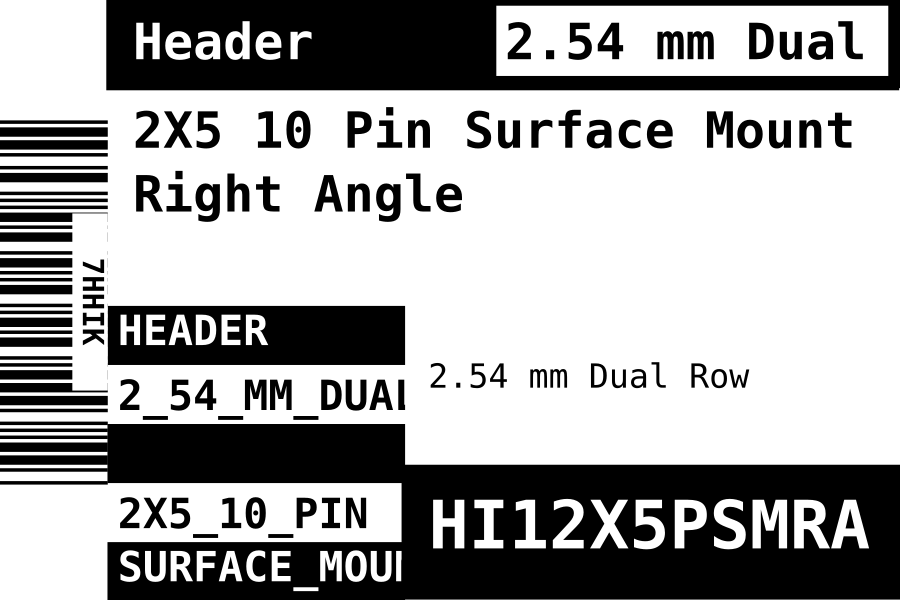 Header
2.54 mm Dual
2X5 10 Pin Surface Mount
Right Angle
7HHIK
HEADER
2_54_MM_DUAL
2.54 mm Dual Row
2X5_10_PIN
SURFACE_MOU
HI12X5PSMRA